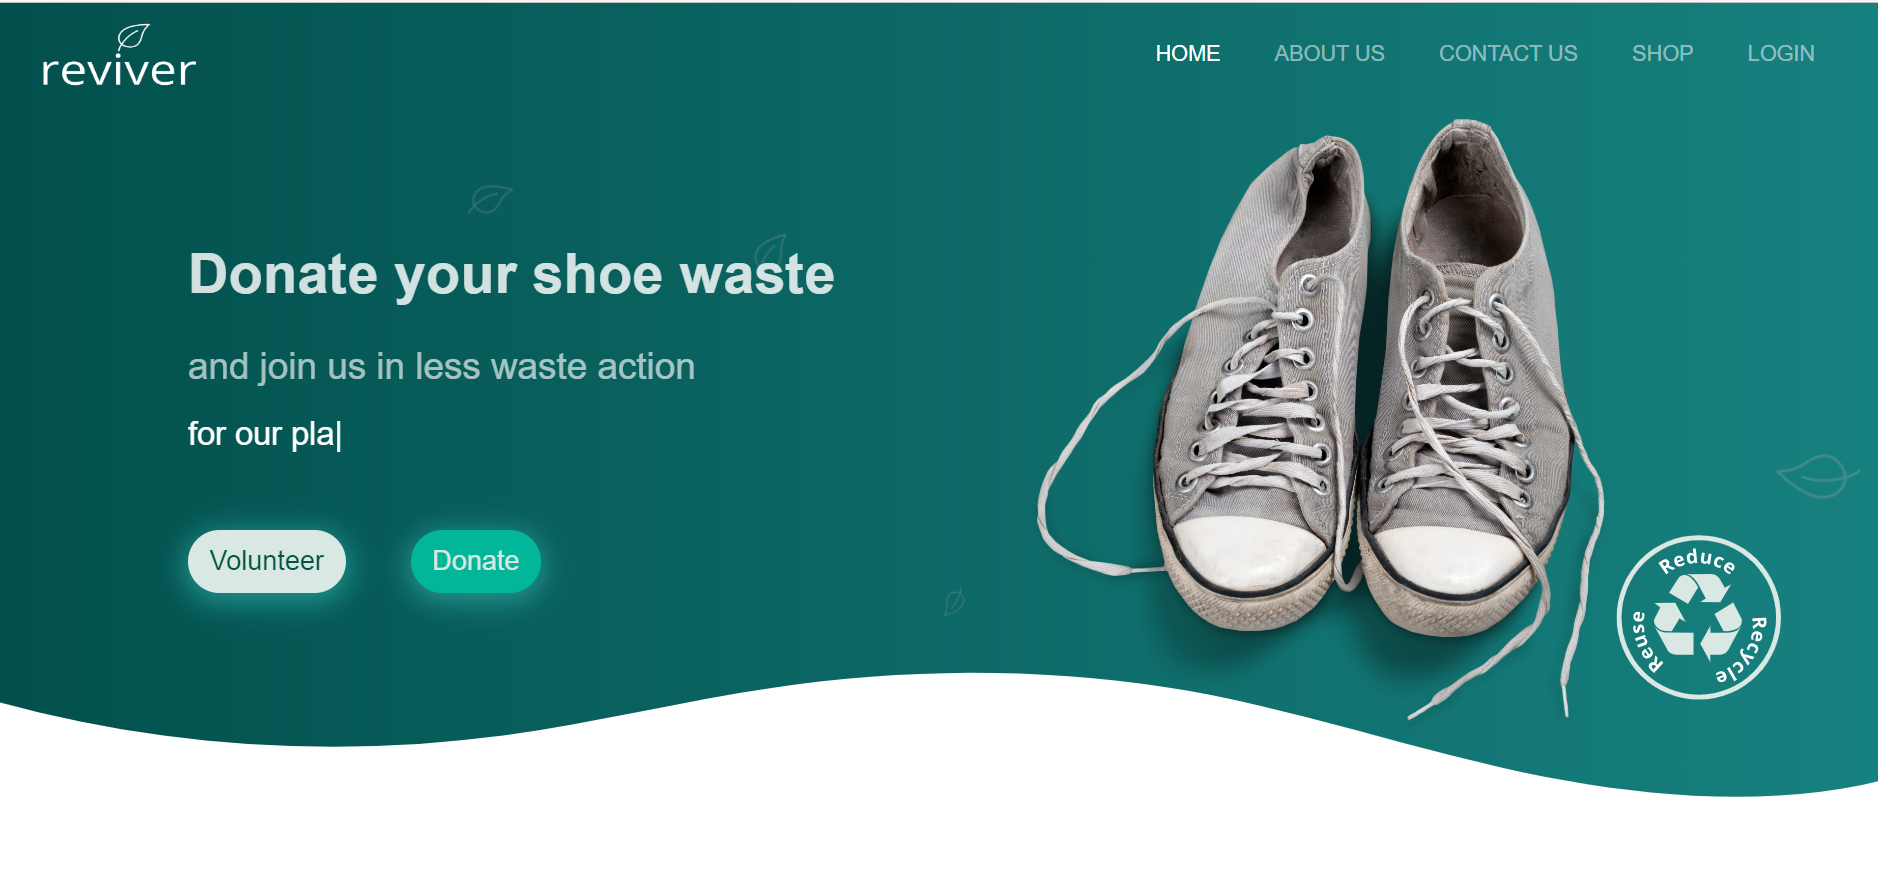 reviver
HOME ABOUT US CONTACT US SHOP LOGIN
Donate your shoe waste
and join us in less waste action
for our pla|
Volunteer Donate
Reduce
Reuse
Recycle